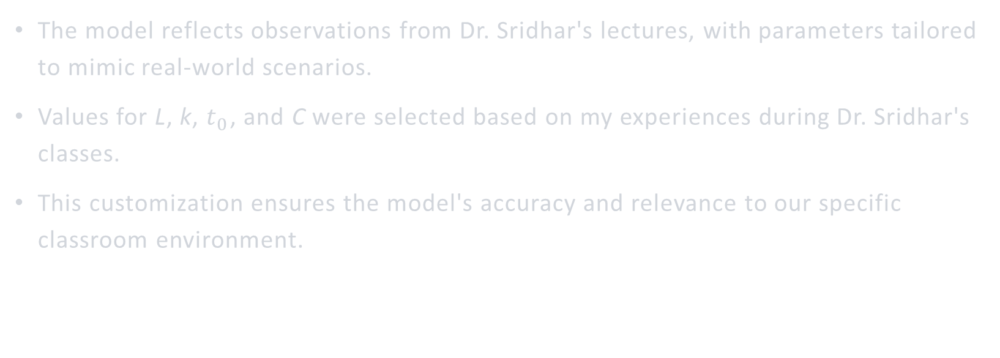 • The model reflects observations from Dr. Sridhar's lectures, with parameters tailored
to mimic real-world scenarios.
• Values for L, k, t₀, and C were selected based on my experiences during Dr. Sridhar's
classes.
• This customization ensures the model's accuracy and relevance to our specific
classroom environment.